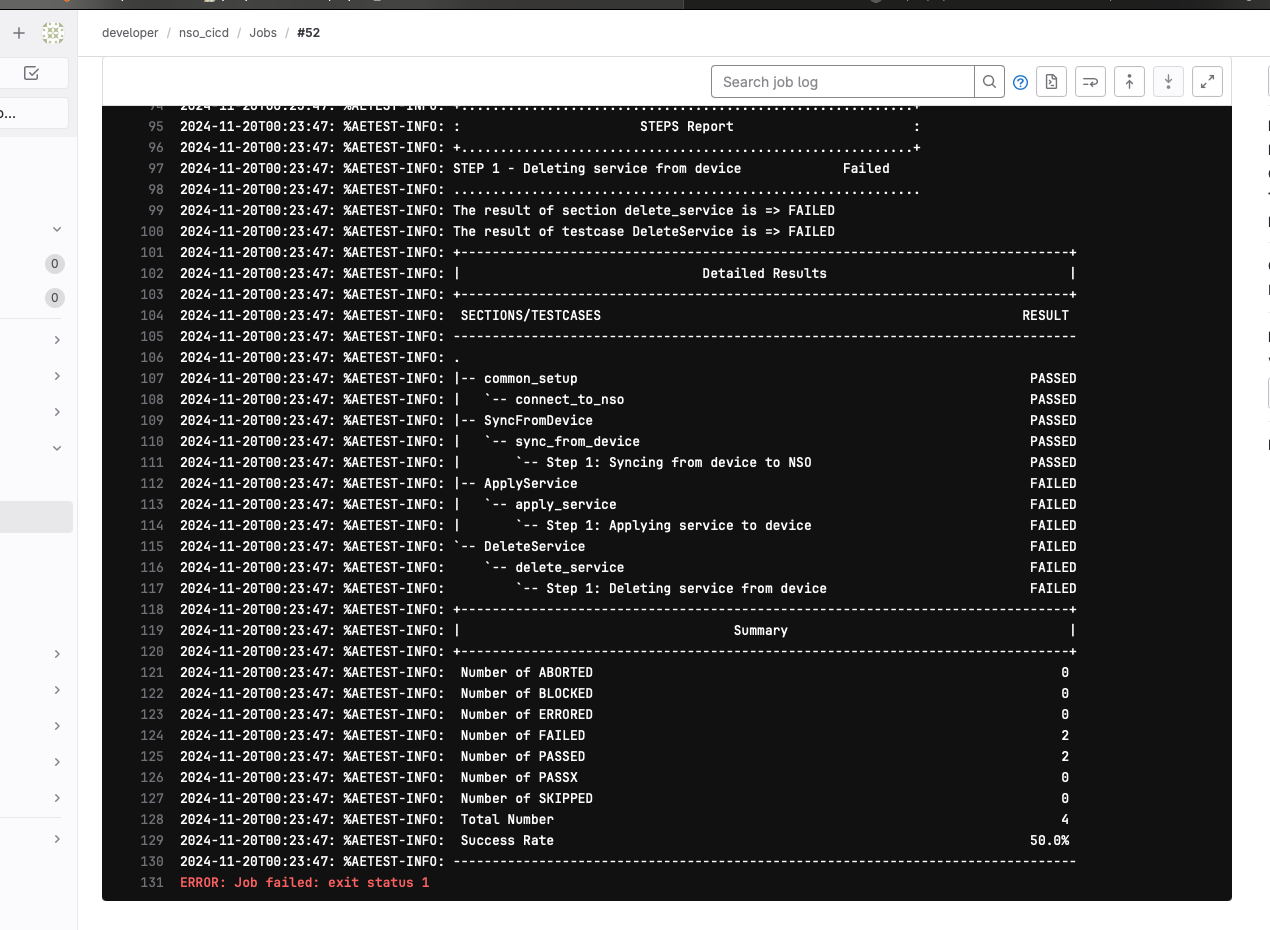 developer / nso_cicd / Jobs / #52
Search job log
94 2024-11-20T00:23:47: %AETEST-INFO: +..........................................................+
95 2024-11-20T00:23:47: %AETEST-INFO: : STEPS Report :
96 2024-11-20T00:23:47: %AETEST-INFO: +..........................................................+
97 2024-11-20T00:23:47: %AETEST-INFO: STEP 1 - Deleting service from device Failed
98 2024-11-20T00:23:47: %AETEST-INFO: ............................................................
99 2024-11-20T00:23:47: %AETEST-INFO: The result of section delete_service is => FAILED
100 2024-11-20T00:23:47: %AETEST-INFO: The result of testcase DeleteService is => FAILED
101 2024-11-20T00:23:47: %AETEST-INFO: +------------------------------------------------------------------------------+
102 2024-11-20T00:23:47: %AETEST-INFO: | Detailed Results |
103 2024-11-20T00:23:47: %AETEST-INFO: +------------------------------------------------------------------------------+
104 2024-11-20T00:23:47: %AETEST-INFO: SECTIONS/TESTCASES RESULT
105 2024-11-20T00:23:47: %AETEST-INFO: --------------------------------------------------------------------------------
106 2024-11-20T00:23:47: %AETEST-INFO: .
107 2024-11-20T00:23:47: %AETEST-INFO: |-- common_setup PASSED
108 2024-11-20T00:23:47: %AETEST-INFO: | `-- connect_to_nso PASSED
109 2024-11-20T00:23:47: %AETEST-INFO: |-- SyncFromDevice PASSED
110 2024-11-20T00:23:47: %AETEST-INFO: | `-- sync_from_device PASSED
111 2024-11-20T00:23:47: %AETEST-INFO: | `-- Step 1: Syncing from device to NSO PASSED
112 2024-11-20T00:23:47: %AETEST-INFO: |-- ApplyService FAILED
113 2024-11-20T00:23:47: %AETEST-INFO: | `-- apply_service FAILED
114 2024-11-20T00:23:47: %AETEST-INFO: | `-- Step 1: Applying service to device FAILED
115 2024-11-20T00:23:47: %AETEST-INFO: `-- DeleteService FAILED
116 2024-11-20T00:23:47: %AETEST-INFO: `-- delete_service FAILED
117 2024-11-20T00:23:47: %AETEST-INFO: `-- Step 1: Deleting service from device FAILED
118 2024-11-20T00:23:47: %AETEST-INFO: +------------------------------------------------------------------------------+
119 2024-11-20T00:23:47: %AETEST-INFO: | Summary |
120 2024-11-20T00:23:47: %AETEST-INFO: +------------------------------------------------------------------------------+
121 2024-11-20T00:23:47: %AETEST-INFO: Number of ABORTED 0
122 2024-11-20T00:23:47: %AETEST-INFO: Number of BLOCKED 0
123 2024-11-20T00:23:47: %AETEST-INFO: Number of ERRORED 0
124 2024-11-20T00:23:47: %AETEST-INFO: Number of FAILED 2
125 2024-11-20T00:23:47: %AETEST-INFO: Number of PASSED 2
126 2024-11-20T00:23:47: %AETEST-INFO: Number of PASSX 0
127 2024-11-20T00:23:47: %AETEST-INFO: Number of SKIPPED 0
128 2024-11-20T00:23:47: %AETEST-INFO: Total Number 4
129 2024-11-20T00:23:47: %AETEST-INFO: Success Rate 50.0%
130 2024-11-20T00:23:47: %AETEST-INFO: --------------------------------------------------------------------------------
131 ERROR: Job failed: exit status 1
0
0